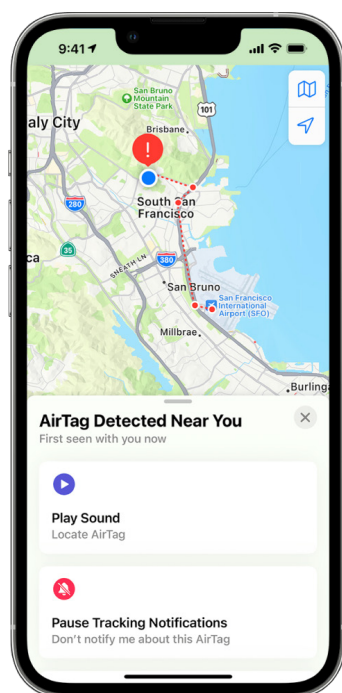 9:41
San Bruno
Mountain
State Park
101
aly City
Brisbane
South San
Francisco
280
35
ca
SNEATH LN
380
San Bruno
San Francisco
International
Airport (SFO)
Millbrae
Burling
AirTag Detected Near You
First seen with you now
Play Sound
Locate AirTag
Pause Tracking Notifications
Don't notify me about this AirTag